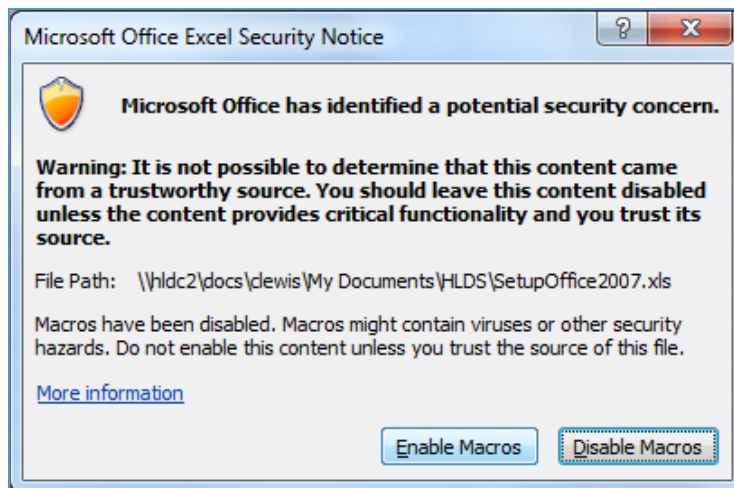 Microsoft Office Excel Security Notice
Microsoft Office has identified a potential security concern.
Warning: It is not possible to determine that this content came
from a trustworthy source. You should leave this content disabled
unless the content provides critical functionality and you trust its
source.
File Path: \\hldc2\docs\clewis\My Documents\HLDS\SetupOffice2007.xls
Macros have been disabled. Macros might contain viruses or other security
hazards. Do not enable this content unless you trust the source of this file.
More information
Enable Macros Disable Macros